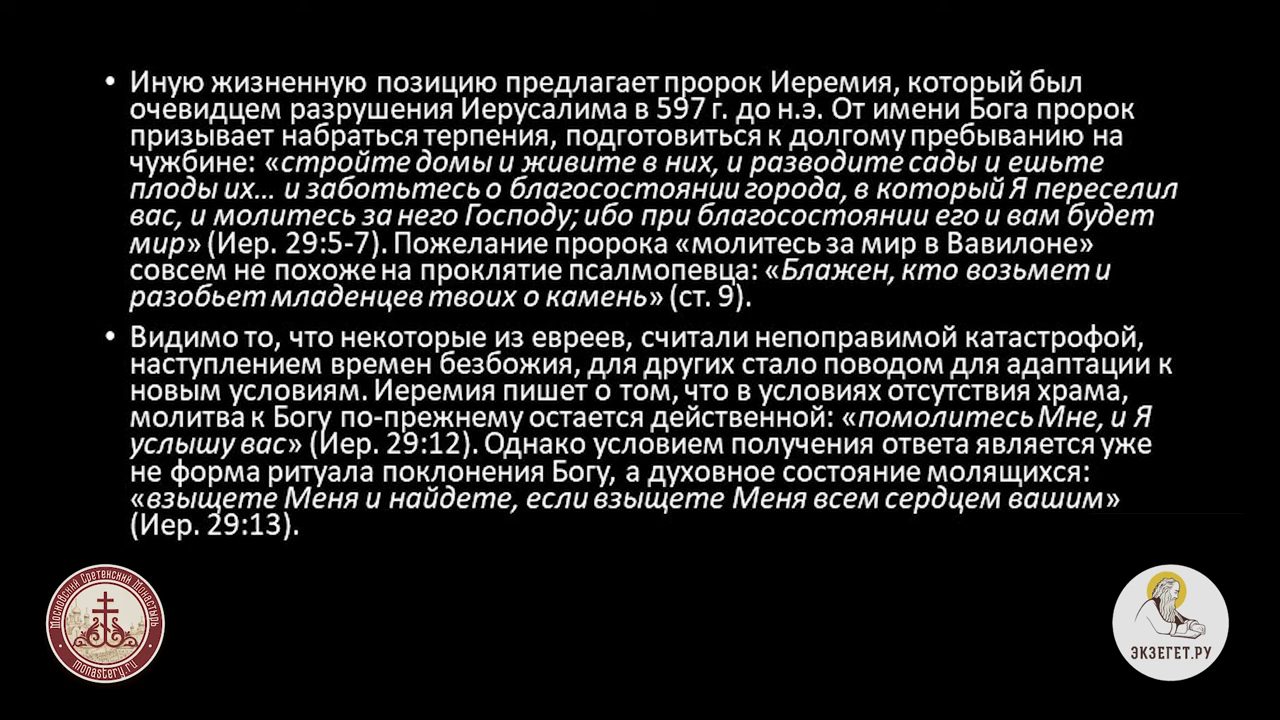 • Иную жизненную позицию предлагает пророк Иеремия, который был
очевидцем разрушения Иерусалима в 597 г. до н.э. От имени Бога пророк
призывает набраться терпения, подготовиться к долгому пребыванию на
чужбине: «стройте домы и живите в них, и разводите сады и ешьте
плоды их... и заботьтесь о благосостоянии города, в который Я переселил
вас, и молитесь за него Господу; ибо при благосостоянии его и вам будет
мир» (Иер. 29:5-7). Пожелание пророка «молитесь за мир в Вавилоне»
совсем не похоже на проклятие псалмопевца: «Блажен, кто возьмет и
разобьет младенцев твоих о камень» (ст. 9).
• Видимо то, что некоторые из евреев, считали непоправимой катастрофой,
наступлением времен безбожия, для других стало поводом для адаптации к
новым условиям. Иеремия пишет о том, что в условиях отсутствия храма,
молитва к Богу по-прежнему остается действенной: «помолитесь Мне, и Я
услышу вас» (Иер. 29:12). Однако условием получения ответа является уже
не форма ритуала поклонения Богу, а духовное состояние молящихся:
«взыщете Меня и найдете, если взыщете Меня всем сердцем вашим»
(Иер. 29:13).
Московский Сретенский Монастырь
monastery.ru
ЭКЗЕГЕТ.РУ